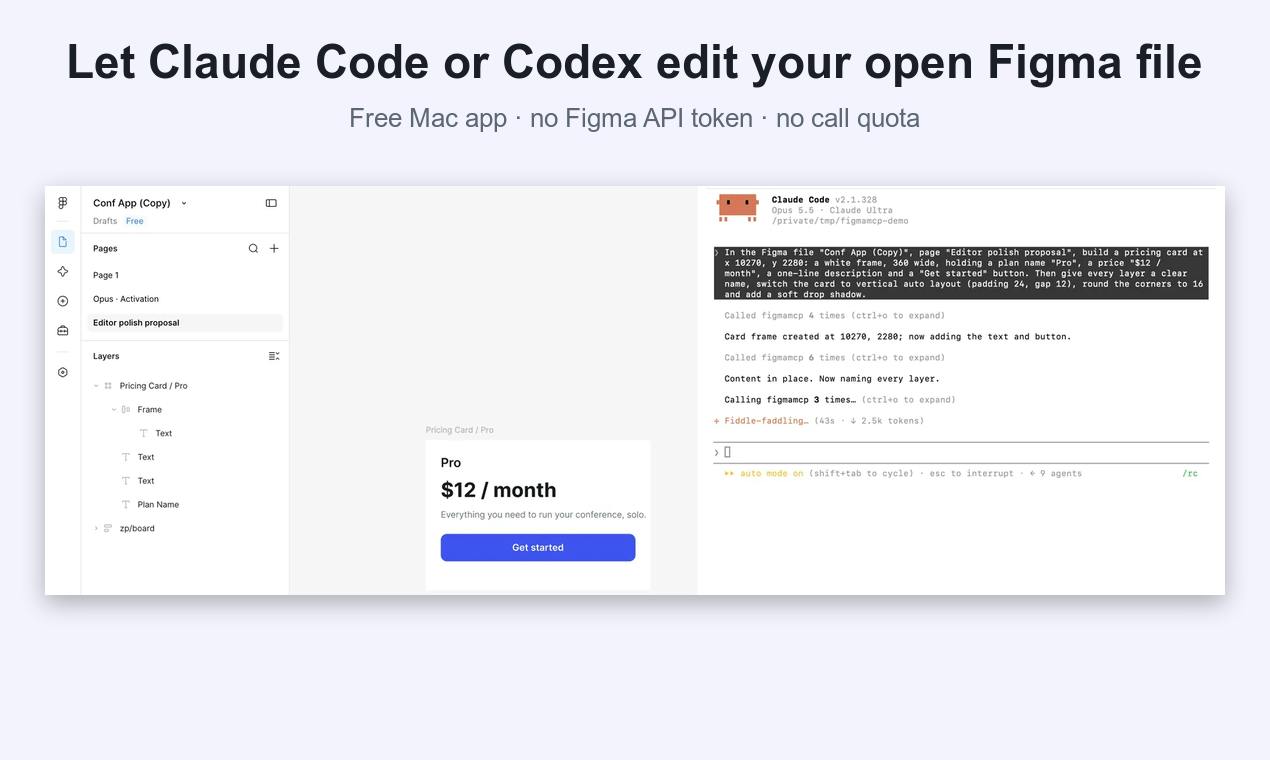 Let Claude Code or Codex edit your open Figma file
Free Mac app · no Figma API token · no call quota
Conf App (Copy)
Drafts Free
Pages
Page 1
Opus · Activation
Editor polish proposal
Layers
Pricing Card / Pro
Frame
Text
Text
Text
Plan Name
zp/board
Pricing Card / Pro
Pro
$12 / month
Everything you need to run your conference, solo.
Get started
Claude Code v2.1.328
Opus 5.5 · Claude Ultra
/private/tmp/figmamcp-demo
❯ In the Figma file "Conf App (Copy)", page "Editor polish proposal", build a pricing card at
x 10270, y 2280: a white frame, 360 wide, holding a plan name "Pro", a price "$12 /
month", a one-line description and a "Get started" button. Then give every layer a clear
name, switch the card to vertical auto layout (padding 24, gap 12), round the corners to 16
and add a soft drop shadow.
Called figmamcp 4 times (ctrl+o to expand)
Card frame created at 10270, 2280; now adding the text and button.
Called figmamcp 6 times (ctrl+o to expand)
Content in place. Now naming every layer.
Calling figmamcp 3 times… (ctrl+o to expand)
+ Fiddle-faddling… (43s · ↓ 2.5k tokens)
❯
⏵⏵ auto mode on (shift+tab to cycle) · esc to interrupt · ← 9 agents /rc